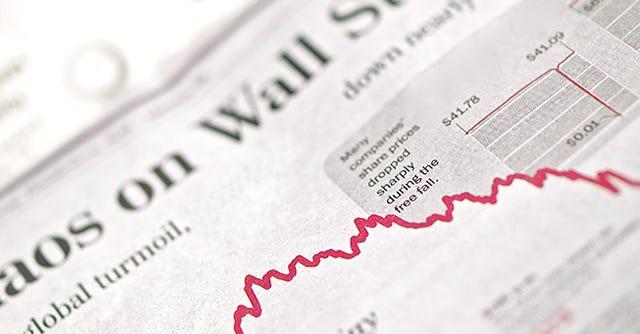 aos on Wall St
down nearly
global turmoil,
Many
companies'
share prices
dropped
sharply
during the
free fall.
$41.78
$41.09
$0.01